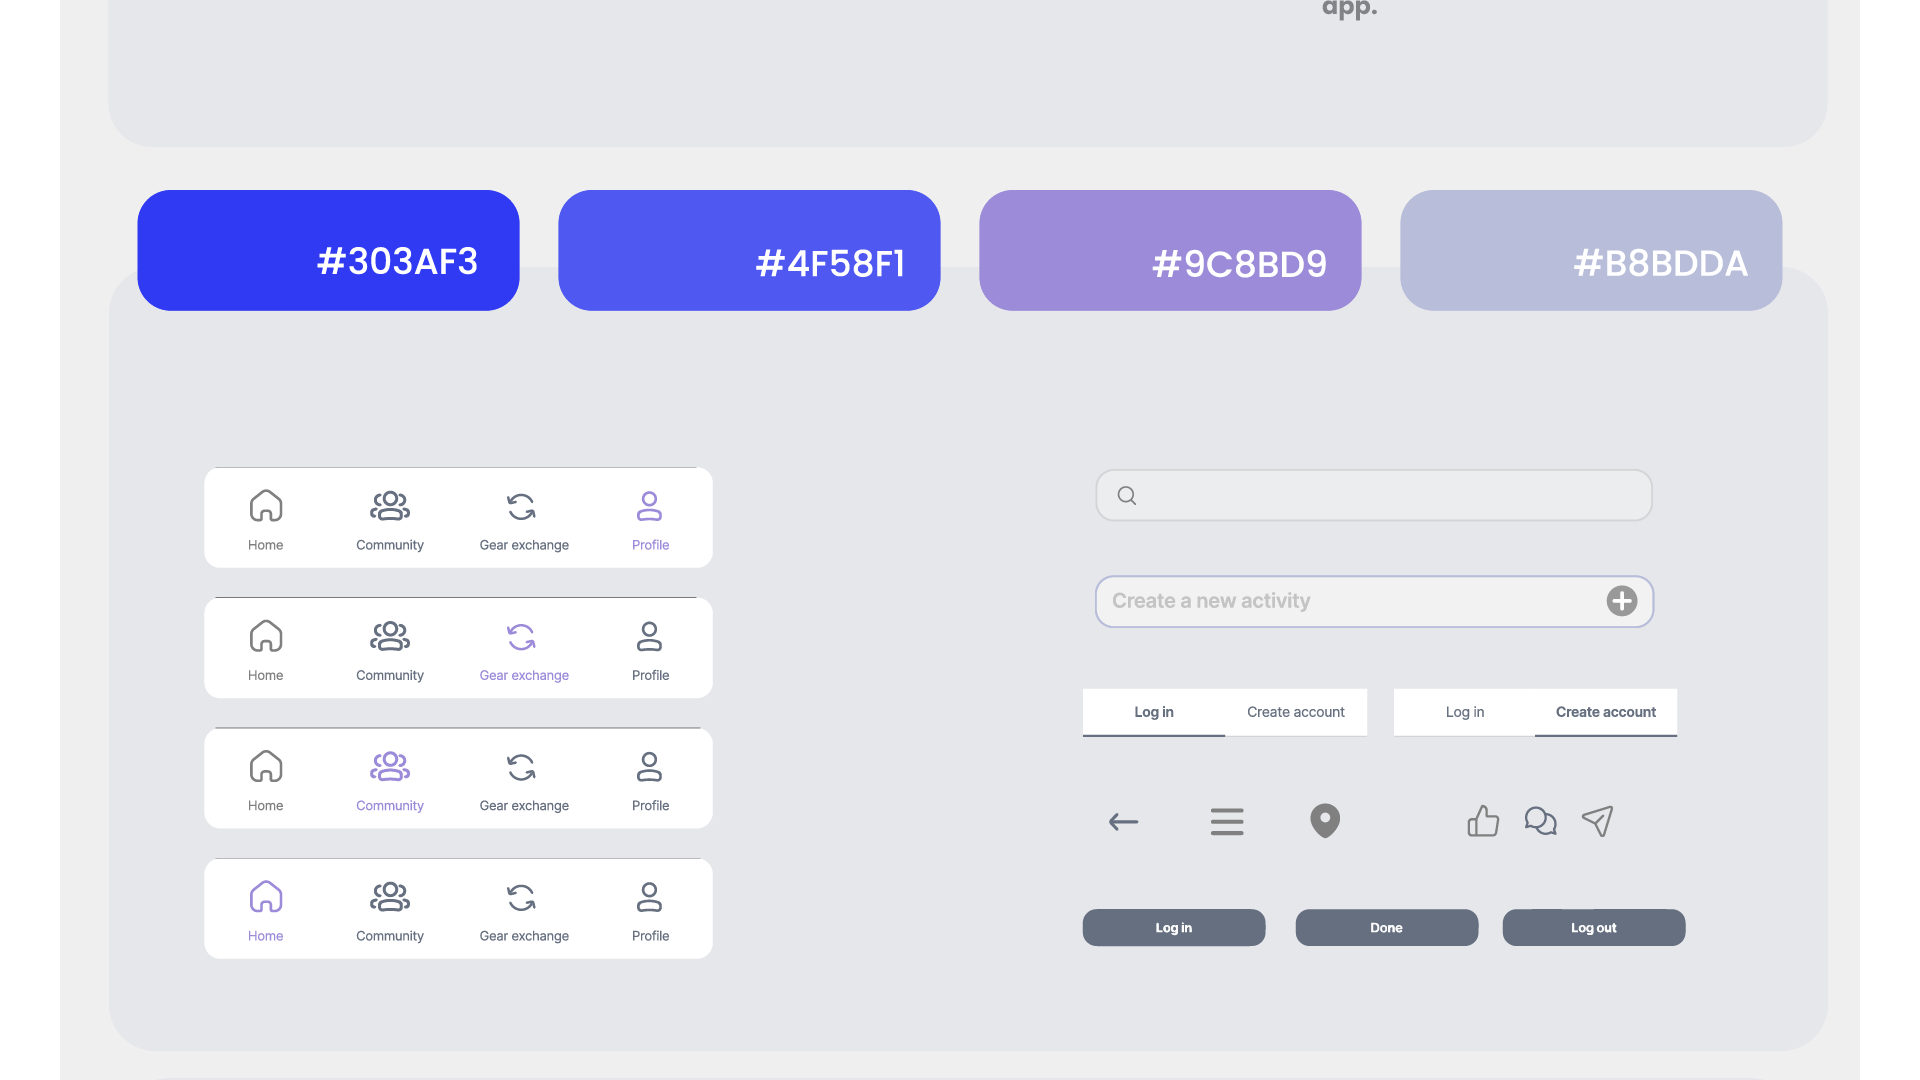 app.
#303AF3
#4F58F1
#9C8BD9
#B8BDDA
Home Community Gear exchange Profile
Home Community Gear exchange Profile
Home Community Gear exchange Profile
Home Community Gear exchange Profile
Create a new activity
Log in Create account
Log in Create account
Log in
Done
Log out